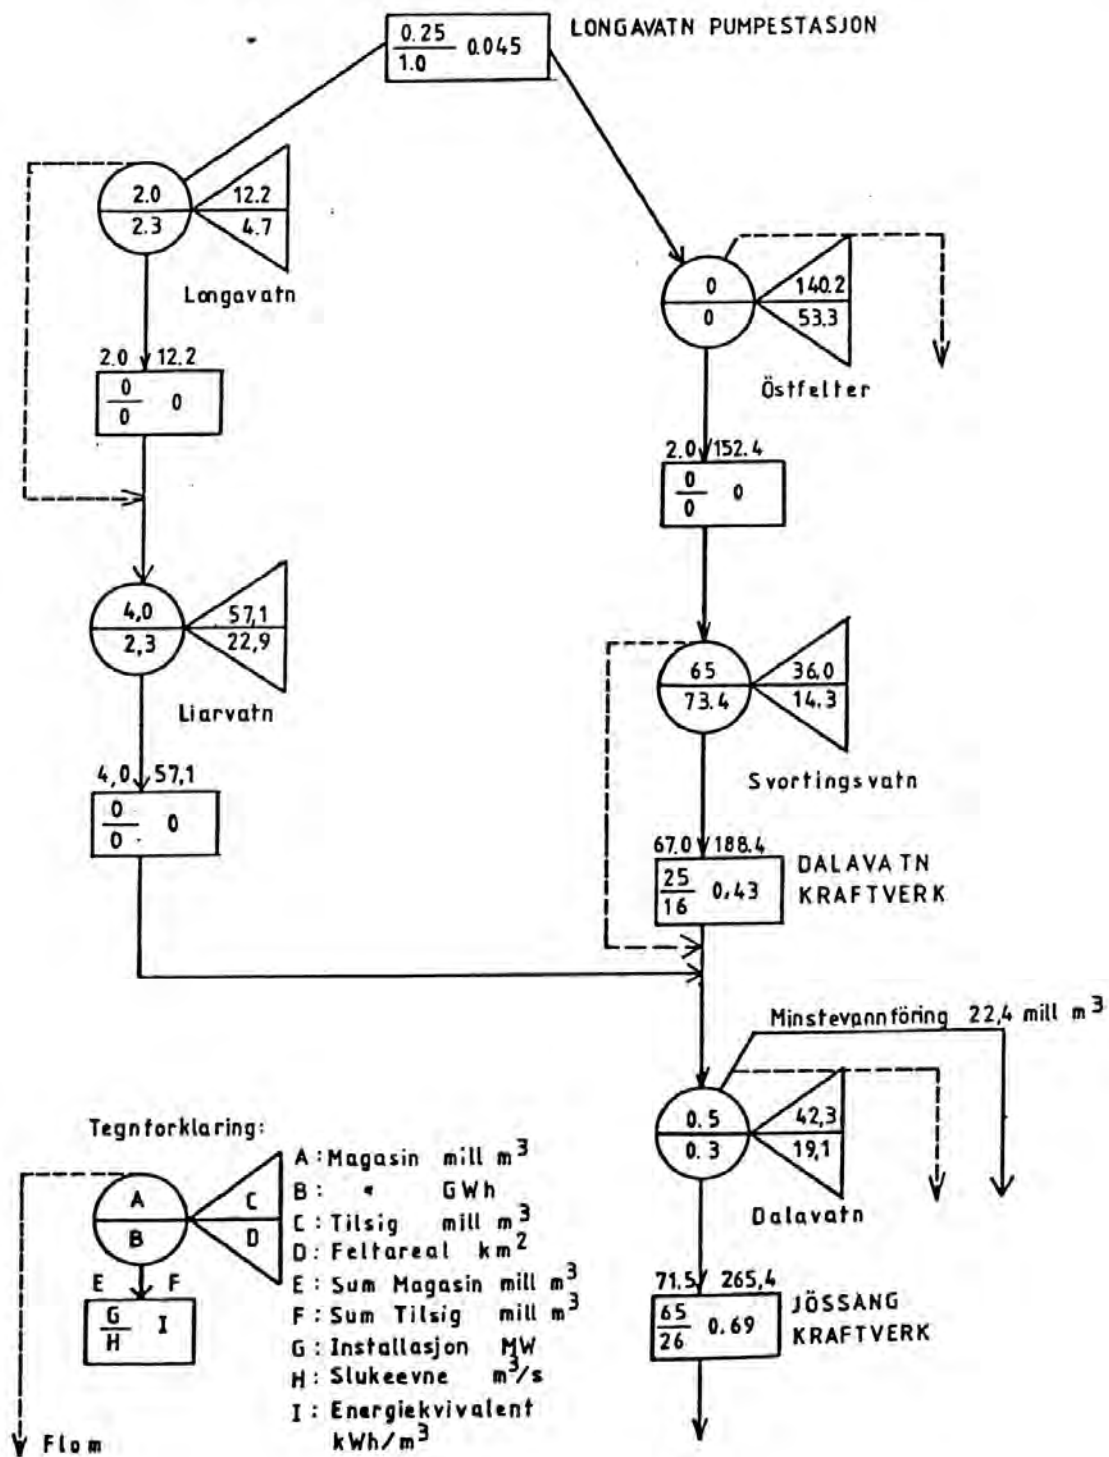 LONGAVATN PUMPESTASJON
0.25
1.0
0.045
2.0
2.3
12.2
4.7
Longavatn
2.0 12.2
0
0
0
0
0
140.2
53.3
Östfelter
2.0 152.4
0
0
0
4,0
2,3
57,1
22,9
Liarvatn
4,0 57,1
0
0
0
65
73.4
36.0
14.3
Svortingsvatn
67.0 188.4
25
16
0,43
DALAVATN
KRAFTVERK
Minstevannföring 22,4 mill m³
0.5
0.3
42,3
19,1
Dalavatn
71.5 265,4
65
26
0.69
JÖSSANG
KRAFTVERK
Tegnforklaring:
A
B
C
D
E F
G
H
I
Flom
A: Magasin mill m³
B: " GWh
C: Tilsig mill m³
D: Feltareal km²
E: Sum Magasin mill m³
F: Sum Tilsig mill m³
G: Installasjon MW
H: Slukeevne m³/s
I: Energiekvivalent
kWh/m³